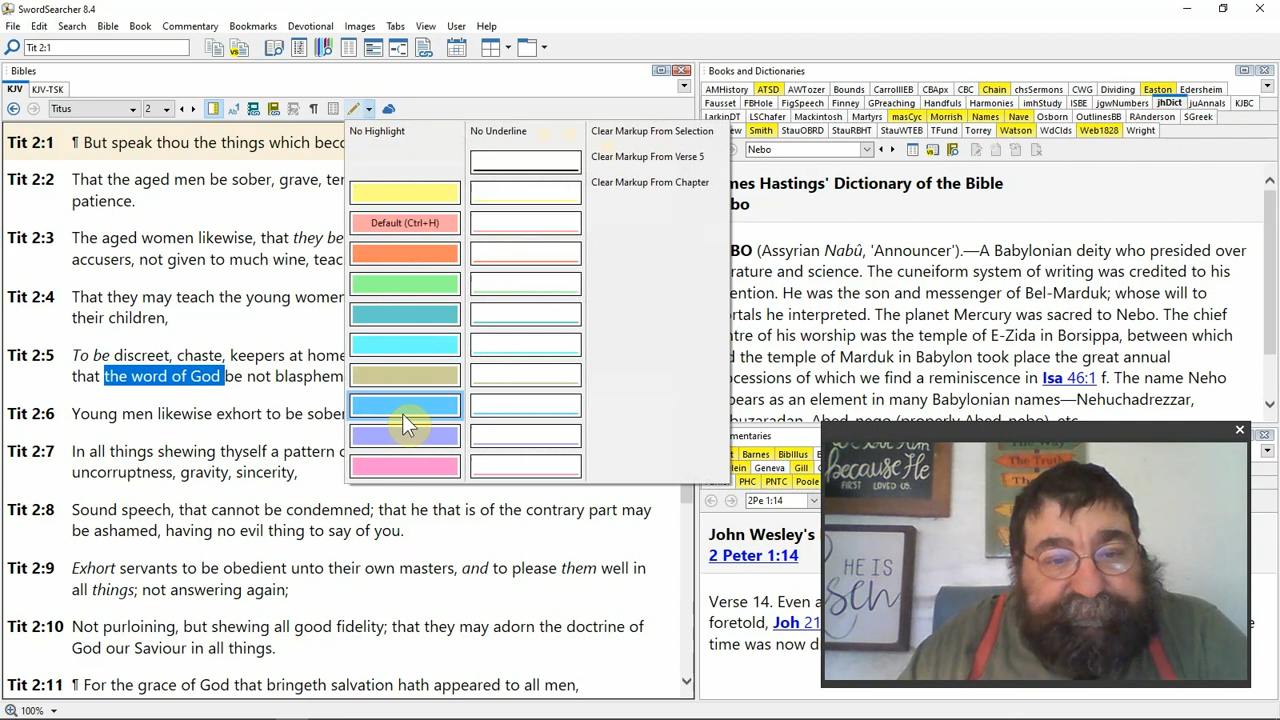 SwordSearcher 8.4
File Edit Search Bible Book Commentary Bookmarks Devotional Images Tabs View User Help
Tit 2:1
Bibles
KJV KJV-TSK
Titus 2
Tit 2:1 ¶ But speak thou the things which beco
Tit 2:2 That the aged men be sober, grave, ter
patience.
Tit 2:3 The aged women likewise, that they be
accusers, not given to much wine, teac
Tit 2:4 That they may teach the young women
their children,
Tit 2:5 To be discreet, chaste, keepers at home
that the word of God be not blasphem
Tit 2:6 Young men likewise exhort to be sober
Tit 2:7 In all things shewing thyself a pattern o
uncorruptness, gravity, sincerity,
Tit 2:8 Sound speech, that cannot be condemned; that he that is of the contrary part may
be ashamed, having no evil thing to say of you.
Tit 2:9 Exhort servants to be obedient unto their own masters, and to please them well in
all things; not answering again;
Tit 2:10 Not purloining, but shewing all good fidelity; that they may adorn the doctrine of
God our Saviour in all things.
Tit 2:11 ¶ For the grace of God that bringeth salvation hath appeared to all men,
100%
No Highlight
Default (Ctrl+H)
No Underline
Clear Markup From Selection
Clear Markup From Verse 5
Clear Markup From Chapter
Books and Dictionaries
AMHistory ATSD AWTozer Bounds CarrollEB CBPA CBC Chain chsSermons CWG Dividing Easton Edersheim
Fausset FBHole FigSpeech Finney GPreaching Handfuls Harmonies imhStudy ISBE jgwNumbers jhDict juAnnals KJBC
LarkinDT LSChafer Mackintosh masCyc Morrish Names Naves Osborn OutlinesBB RAnderson SGreek
Smith StauOBRD StauRBHT StauWTEB TFund Torrey Watson WdClds Web1828 Wright
Nebo
mes Hastings' Dictionary of the Bible
bo
BO (Assyrian Nabû, 'Announcer').—A Babylonian deity who presided over
rature and science. The cuneiform system of writing was credited to his
ention. He was the son and messenger of Bel-Marduk; whose will to
rtals he interpreted. The planet Mercury was sacred to Nebo. The chief
ntre of his worship was the temple of E-Zida in Borsippa, between which
d the temple of Marduk in Babylon took place the great annual
cessions of which we find a reminiscence in Isa 46:1 f. The name Neho
pears as an element in many Babylonian names—Nehuchadrezzar,
mentaries
Barnes BibIllus
lein Geneva Gill
PHC PNTC Poole
2Pe 1:14
John Wesley's
2 Peter 1:14
Verse 14. Even a
foretold, Joh 21
time was now d
because He
FIRST LOVED US.
The Way
The Truth
HE IS
sen